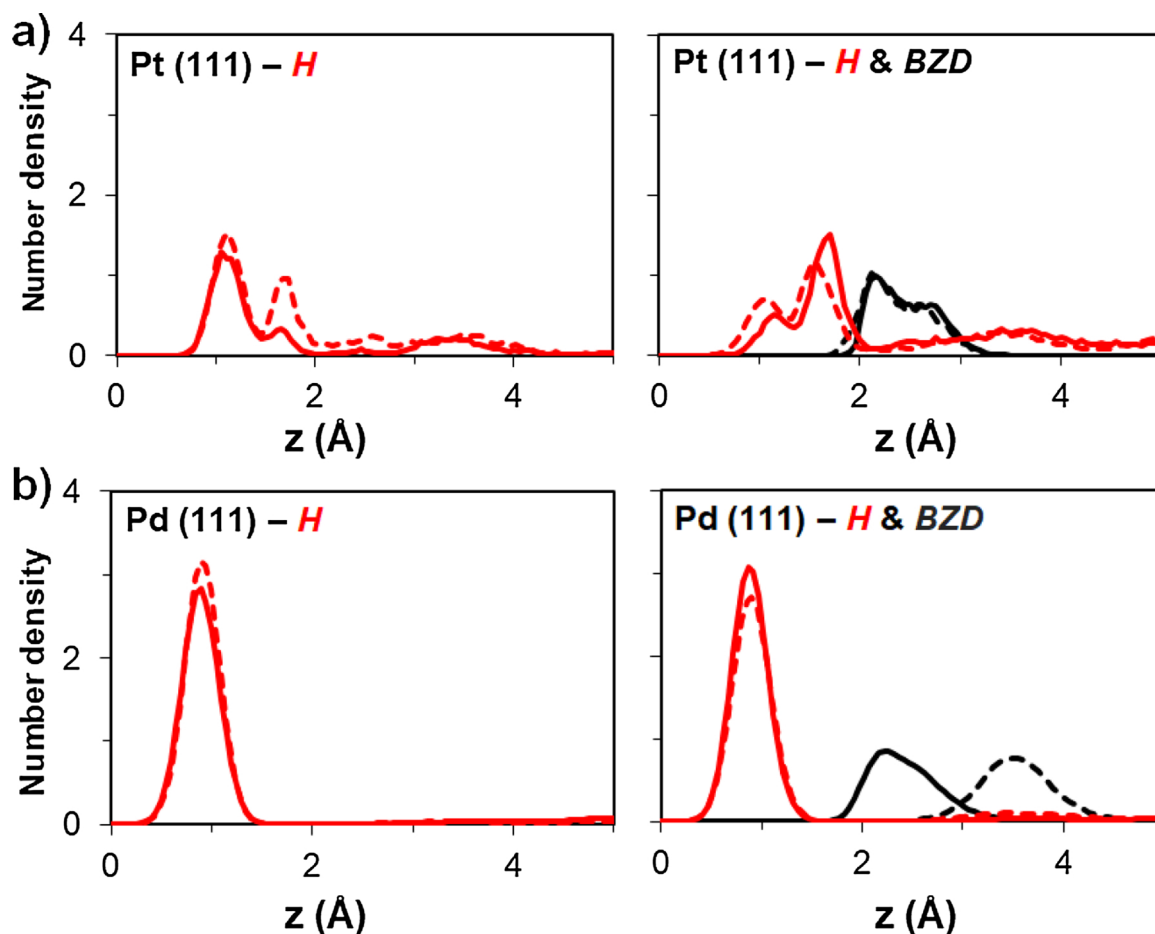 a)
Pt (111) – H
Pt (111) – H & BZD
Number density
4
2
0
0 2 4
0 2 4
z (Å)
z (Å)
b)
Pd (111) – H
Pd (111) – H & BZD
Number density
4
2
0
0 2 4
0 2 4
z (Å)
z (Å)